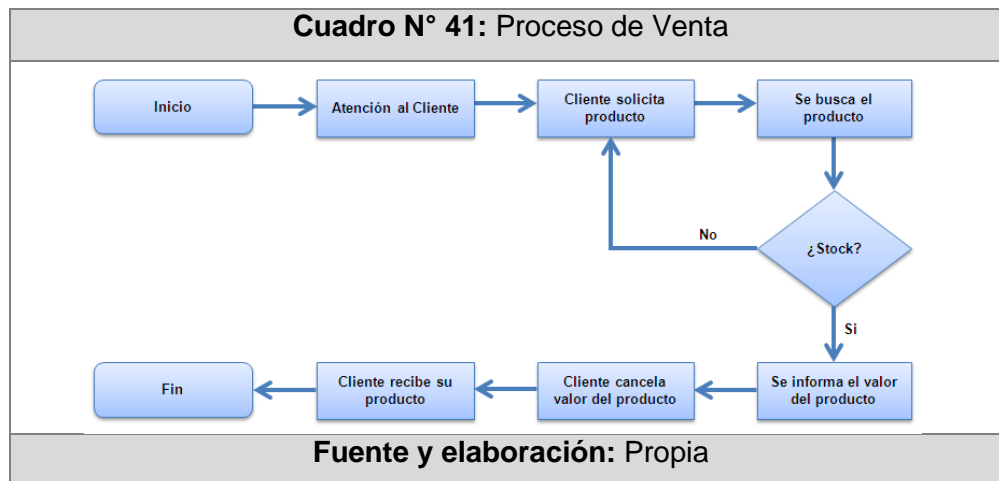 Cuadro N° 41: Proceso de Venta
Inicio
Atención al Cliente
Cliente solicita
producto
Se busca el
producto
No
¿Stock?
Si
Fin
Cliente recibe su
producto
Cliente cancela
valor del producto
Se informa el valor
del producto
Fuente y elaboración: Propia